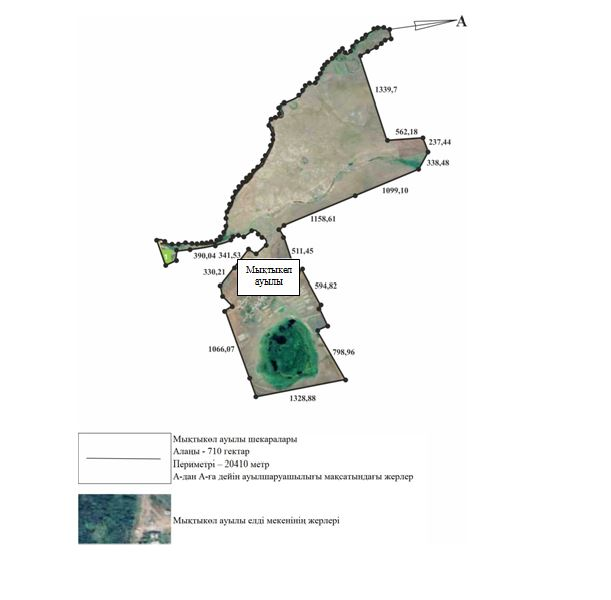 А
1339,7
562,18
237,44
338,48
1099,10
1158,61
390,04 341,53
511,45
330,21
Мықтыкөл
ауылы
594,82
1066,07
798,96
1328,88
Мықтыкөл ауылы шекаралары
Алаңы - 710 гектар
Периметрі – 20410 метр
А-дан А-ға дейін ауылшаруашылығы мақсатындағы жерлер
Мықтыкөл ауылы елді мекенінің жерлері